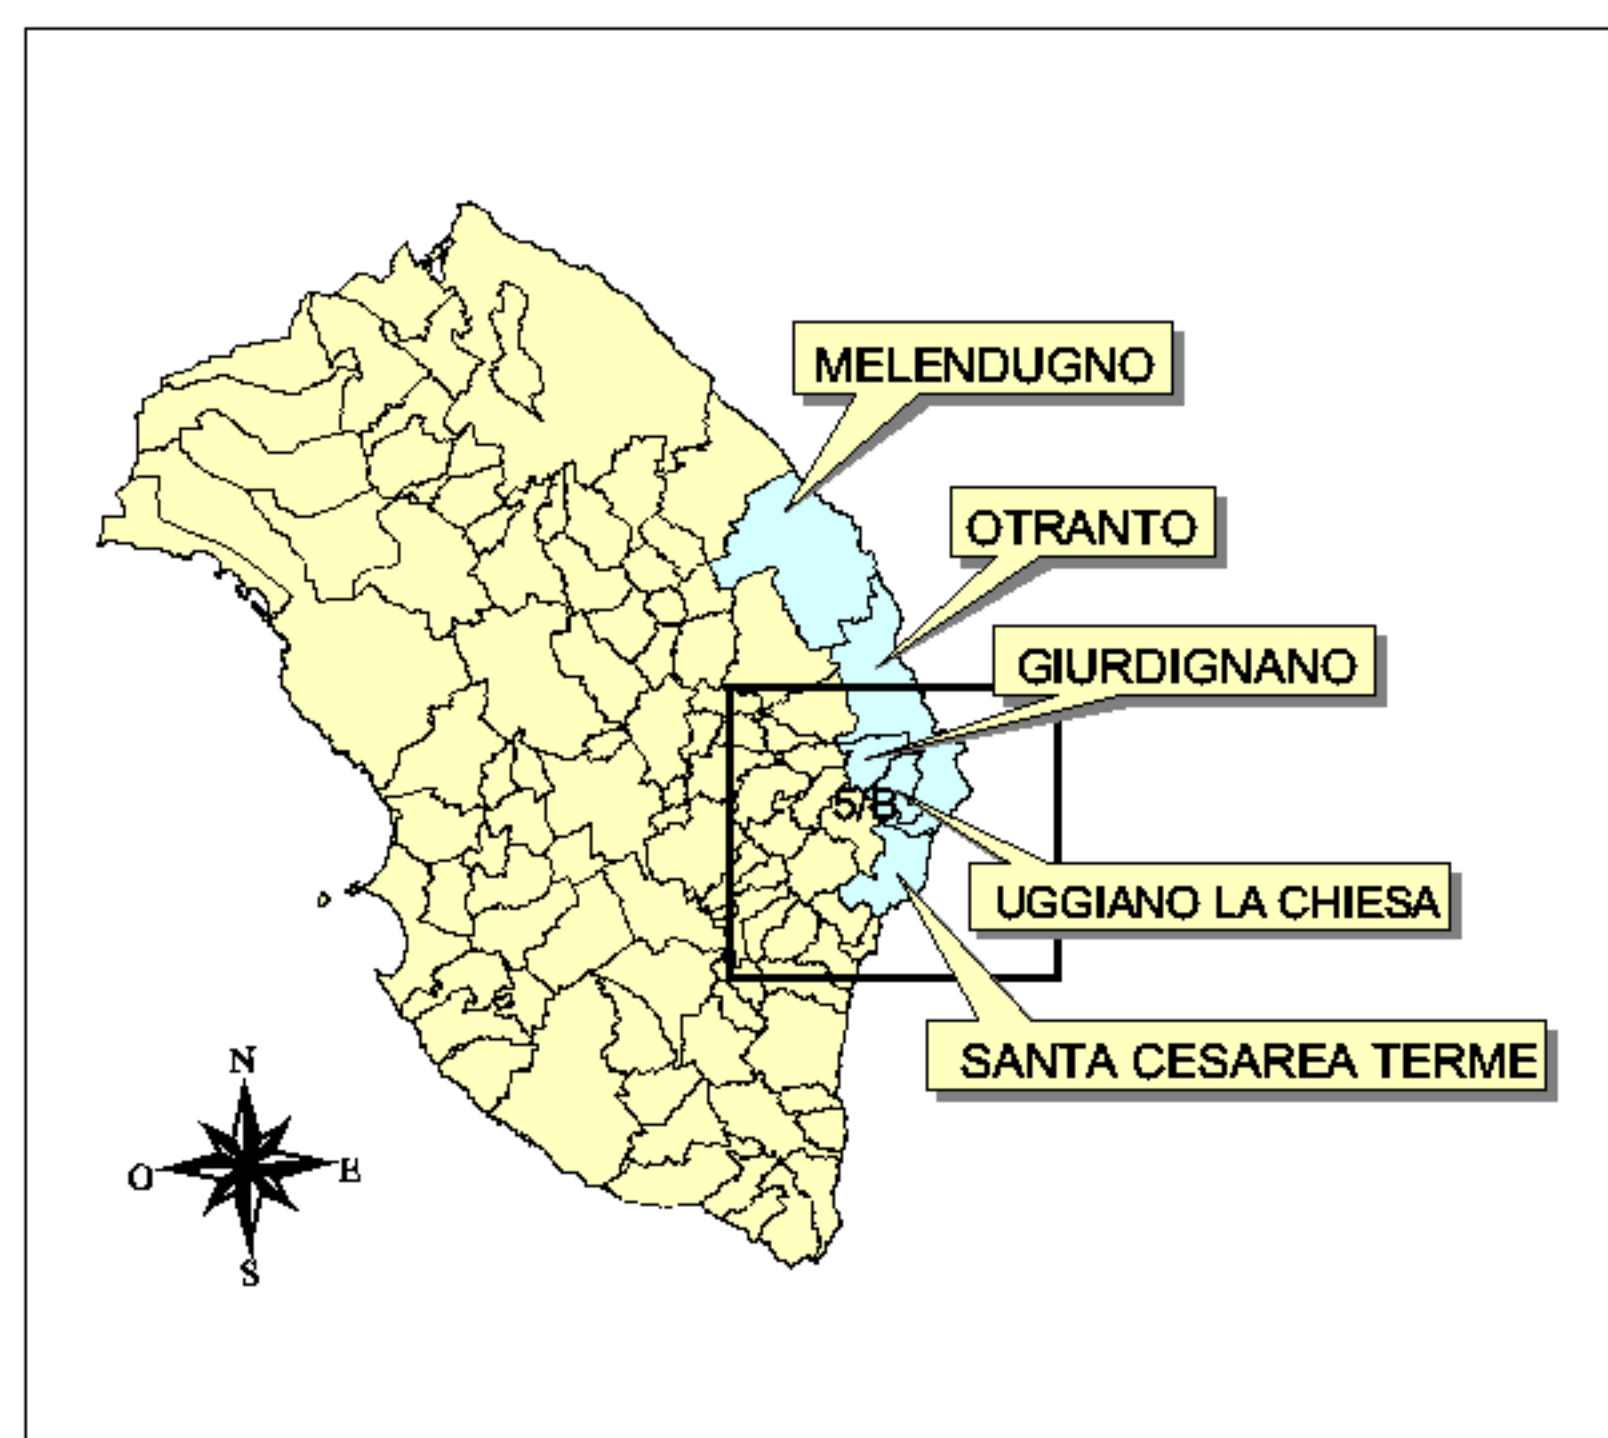 MELENDUGNO
OTRANTO
GIURDIGNANO
5/B
UGGIANO LA CHIESA
SANTA CESAREA TERME
N
O
E
S